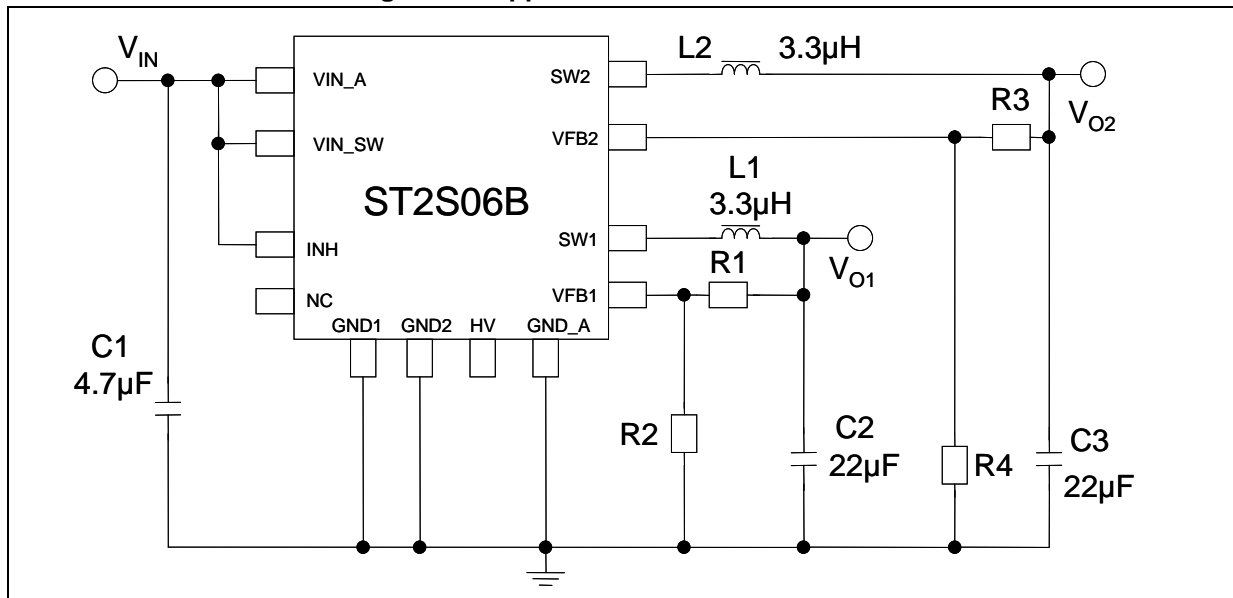 V_IN
VIN_A
VIN_SW
INH
NC
ST2S06B
SW2
VFB2
SW1
VFB1
GND1 GND2 HV GND_A
L2 3.3µH
R3
V_O2
L1
3.3µH
R1
V_O1
C1
4.7µF
R2
C2
22µF
R4
C3
22µF